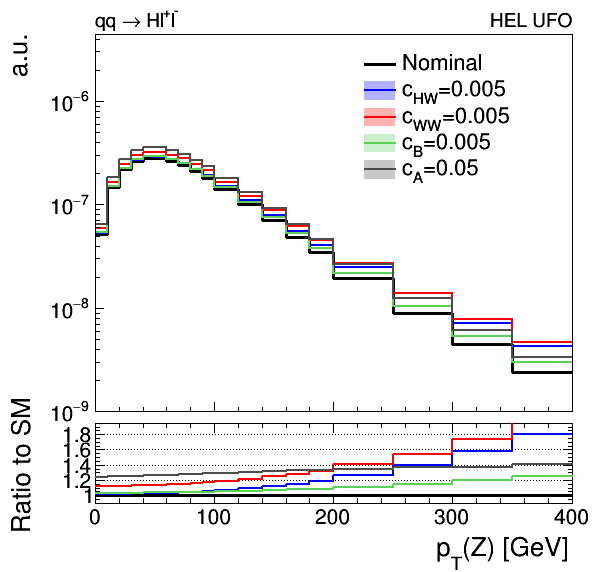 qq → Hl⁺l⁻ HEL UFO
a.u.
Nominal
c_HW=0.005
c_WW=0.005
c_B=0.005
c_A=0.05
10⁻⁶
10⁻⁷
10⁻⁸
10⁻⁹
Ratio to SM
1.8
1.6
1.4
1.2
1
0 100 200 300 400
p_T(Z) [GeV]